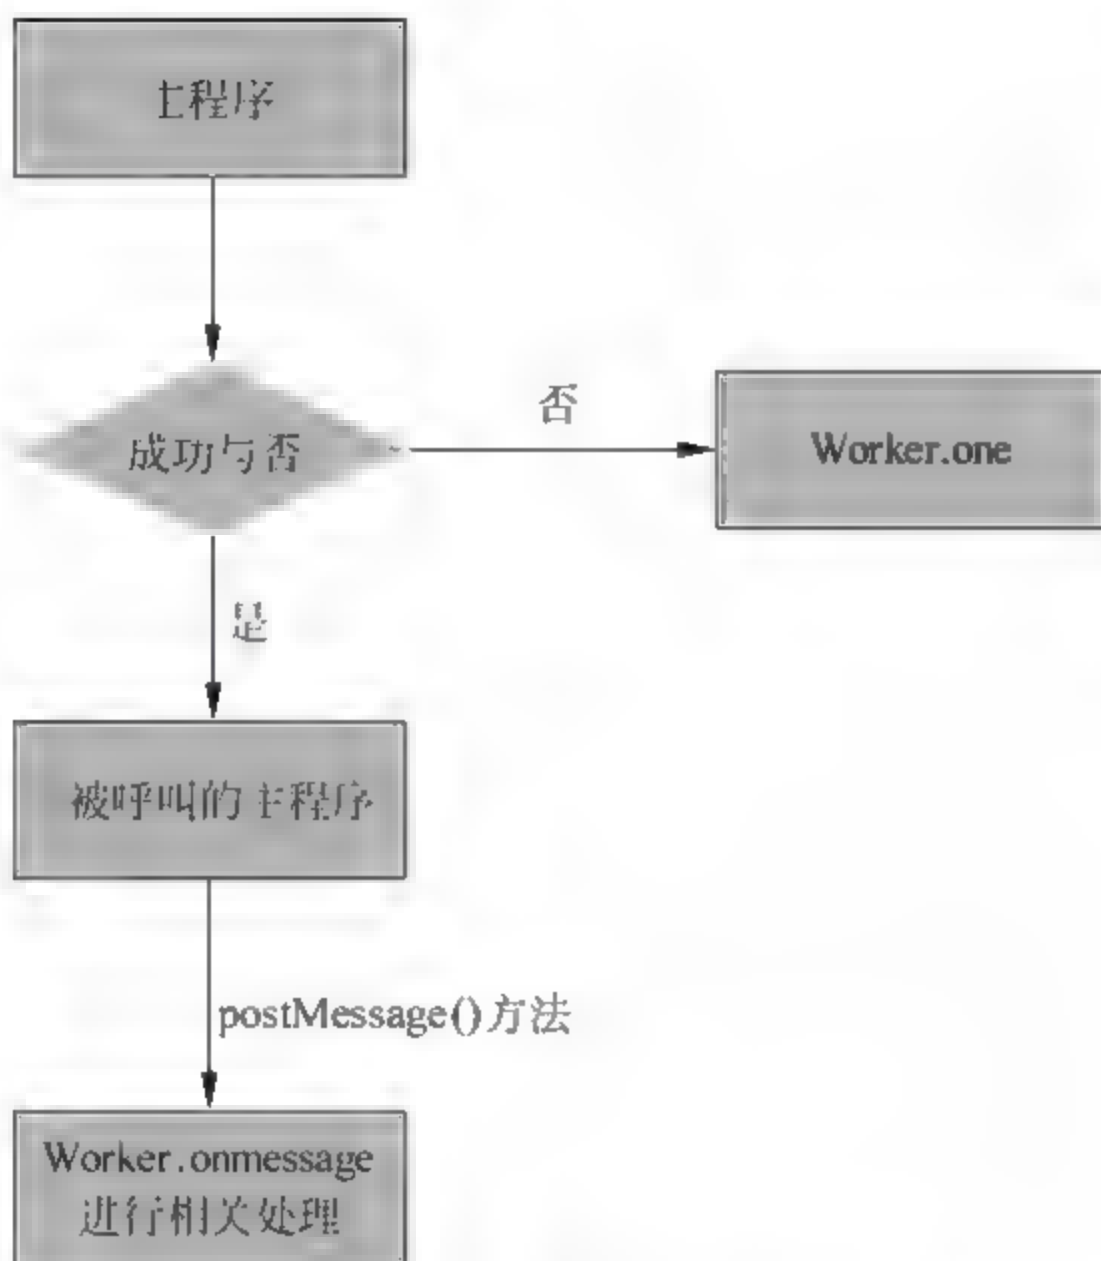 主程序
成功与否
否
Worker.one
是
被呼叫的主程序
postMessage()方法
Worker.onmessage
进行相关处理